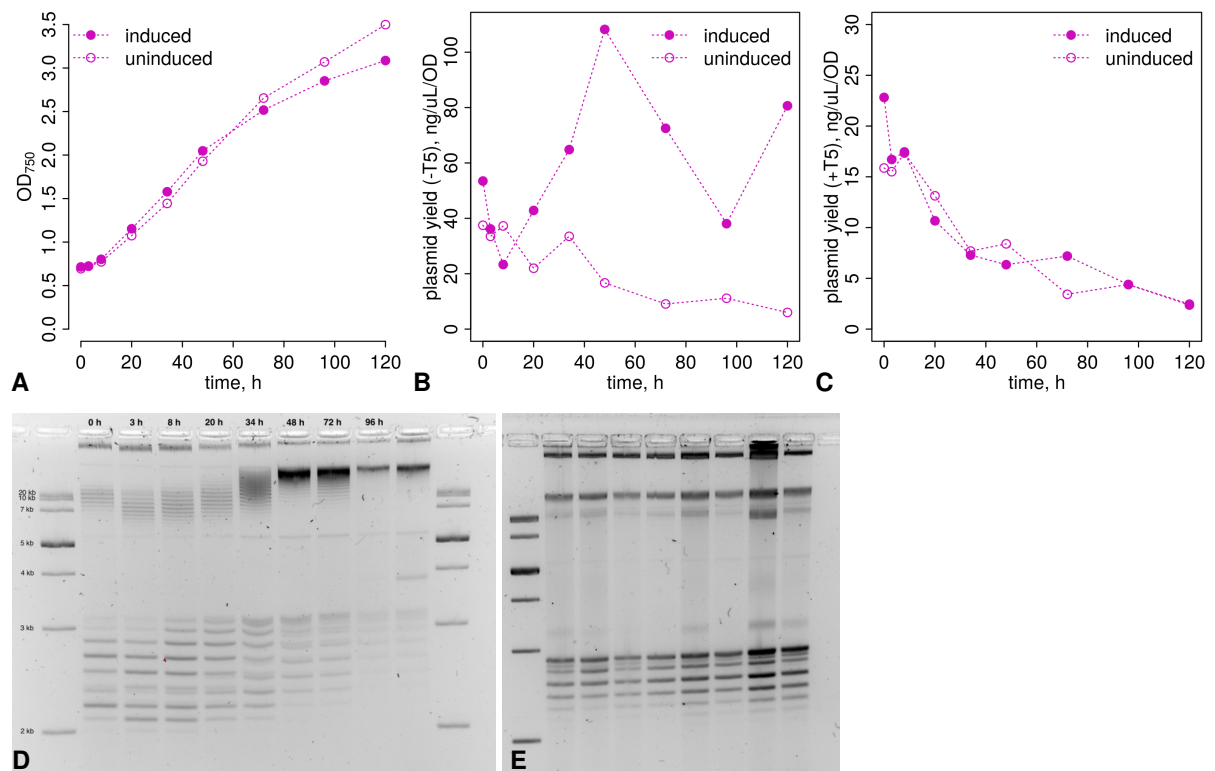 OD750
0.0 0.5 1.0 1.5 2.0 2.5 3.0 3.5
induced
uninduced
0 20 40 60 80 100 120
time, h
A
plasmid yield (-T5), ng/uL/OD
0 20 40 60 80 100
induced
uninduced
0 20 40 60 80 100 120
time, h
B
plasmid yield (+T5), ng/uL/OD
0 5 10 15 20 25 30
induced
uninduced
0 20 40 60 80 100 120
time, h
C
0 h 3 h 8 h 20 h 34 h 48 h 72 h 96 h
20 kb
10 kb
7 kb
5 kb
4 kb
3 kb
2 kb
D
E